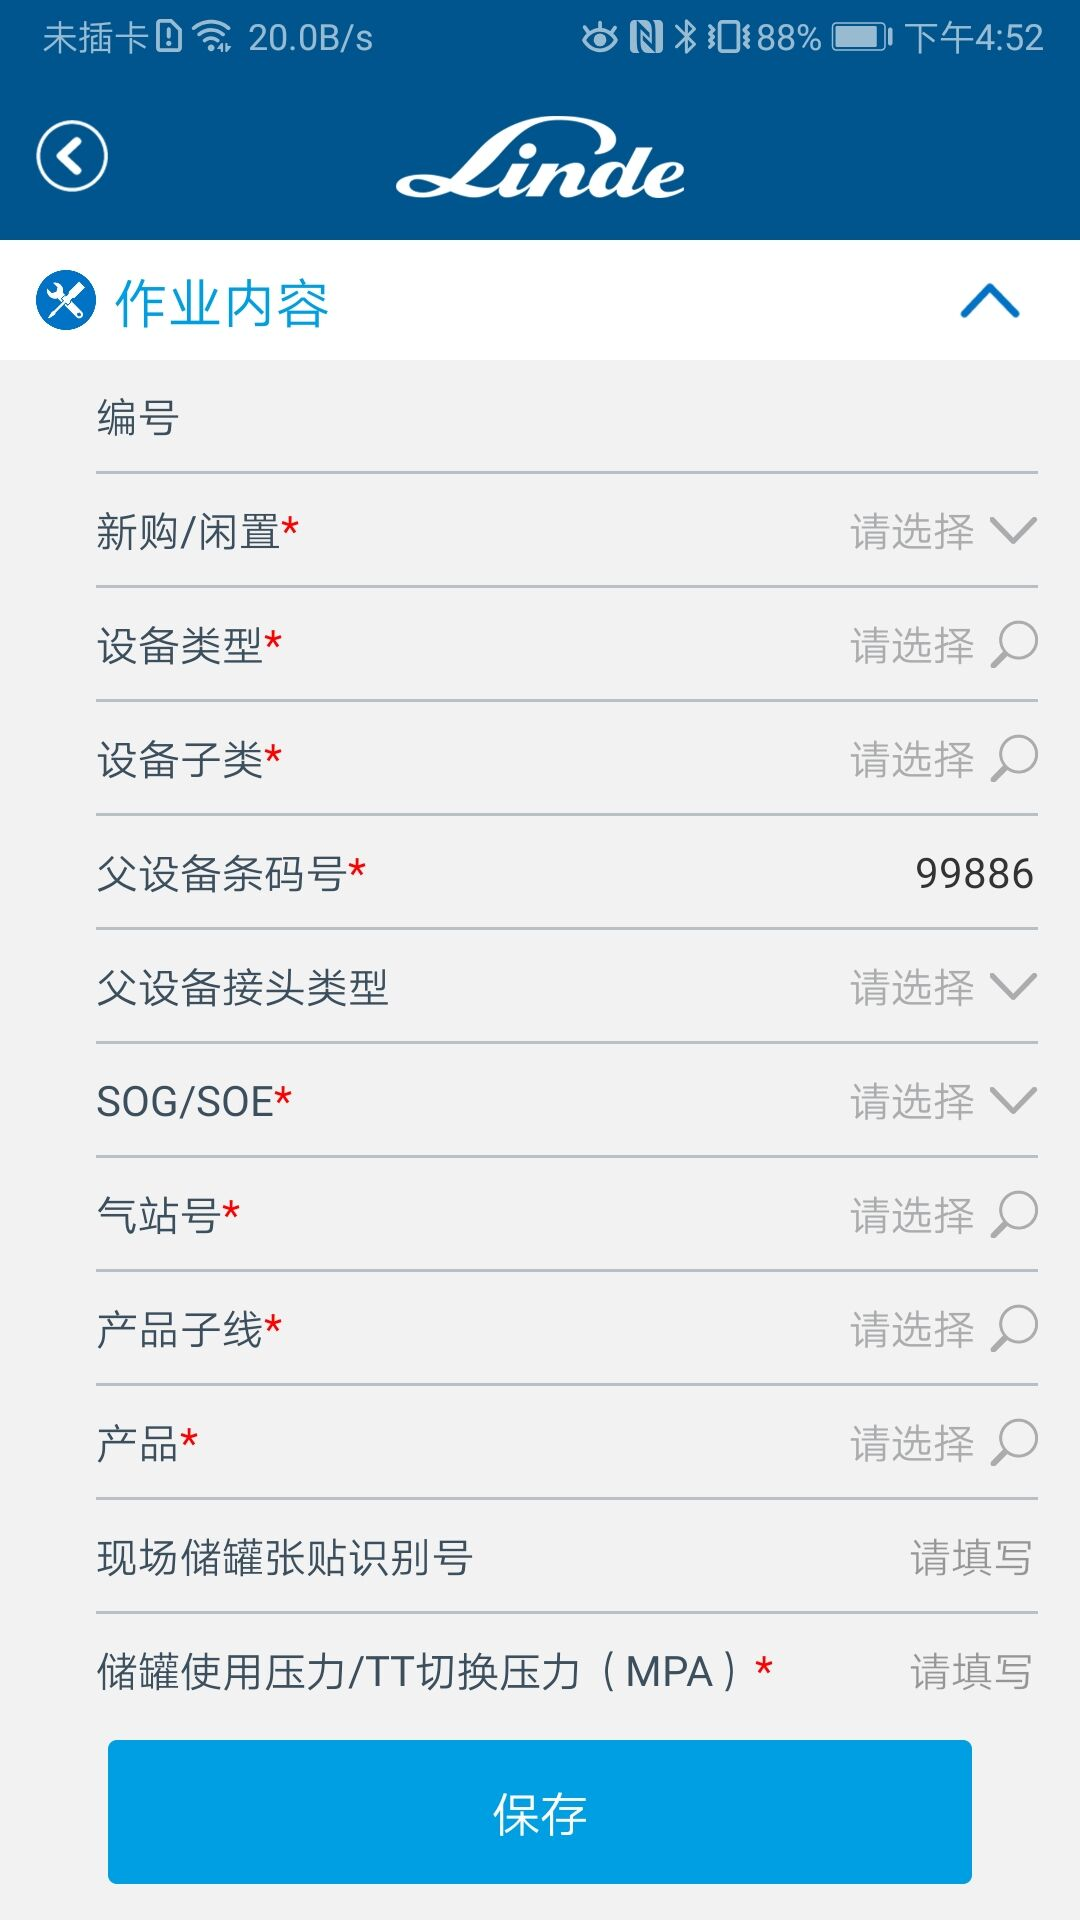 未插卡 20.0B/s 88% 下午4:52
Linde
作业内容
编号
新购/闲置* 请选择
设备类型* 请选择
设备子类* 请选择
父设备条码号* 99886
父设备接头类型 请选择
SOG/SOE* 请选择
气站号* 请选择
产品子线* 请选择
产品* 请选择
现场储罐张贴识别号 请填写
储罐使用压力/TT切换压力（MPA）* 请填写
保存